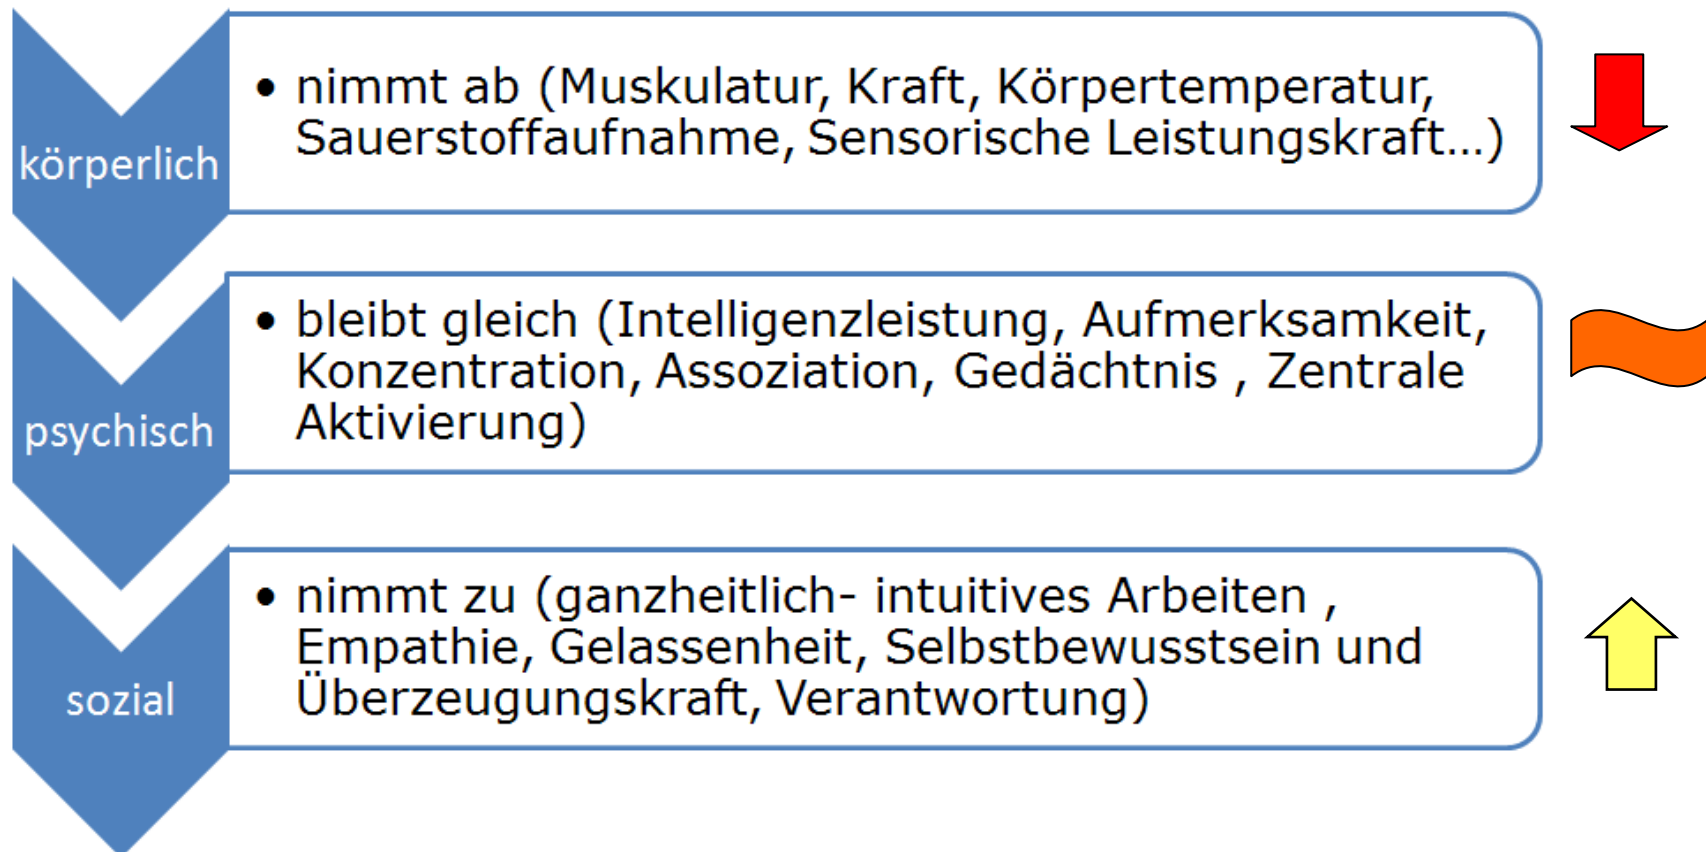 körperlich
• nimmt ab (Muskulatur, Kraft, Körpertemperatur,
Sauerstoffaufnahme, Sensorische Leistungskraft...)
psychisch
• bleibt gleich (Intelligenzleistung, Aufmerksamkeit,
Konzentration, Assoziation, Gedächtnis , Zentrale
Aktivierung)
sozial
• nimmt zu (ganzheitlich- intuitives Arbeiten ,
Empathie, Gelassenheit, Selbstbewusstsein und
Überzeugungskraft, Verantwortung)